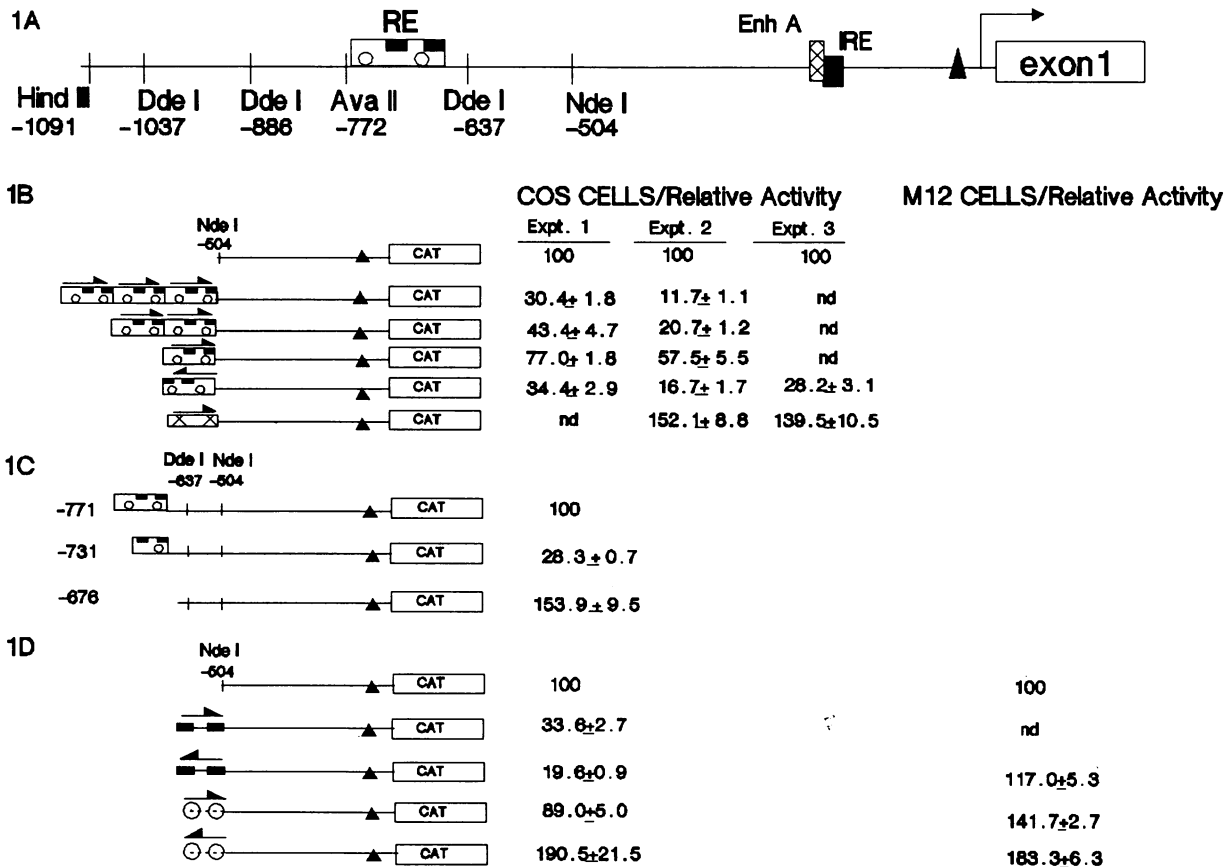 1A
RE
Enh A
IRE
exon1
Hind III Dde I Dde I Ava II Dde I Nde I
-1091 -1037 -886 -772 -637 -504
1B
COS CELLS/Relative Activity M12 CELLS/Relative Activity
Expt. 1 Expt. 2 Expt. 3
Nde I
-504
CAT 100 100 100
CAT 30.4± 1.8 11.7± 1.1 nd
CAT 43.4± 4.7 20.7± 1.2 nd
CAT 77.0± 1.8 57.5± 5.5 nd
CAT 34.4± 2.9 16.7± 1.7 28.2± 3.1
CAT nd 152.1± 8.8 139.5±10.5
1C
Dde I Nde I
-637 -504
-771 CAT 100
-731 CAT 28.3 ± 0.7
-676 CAT 153.9 ± 9.5
1D
Nde I
-504
CAT 100 100
CAT 33.6±2.7 nd
CAT 19.6±0.9 117.0±5.3
CAT 89.0±5.0 141.7±2.7
CAT 190.5±21.5 183.3±6.3